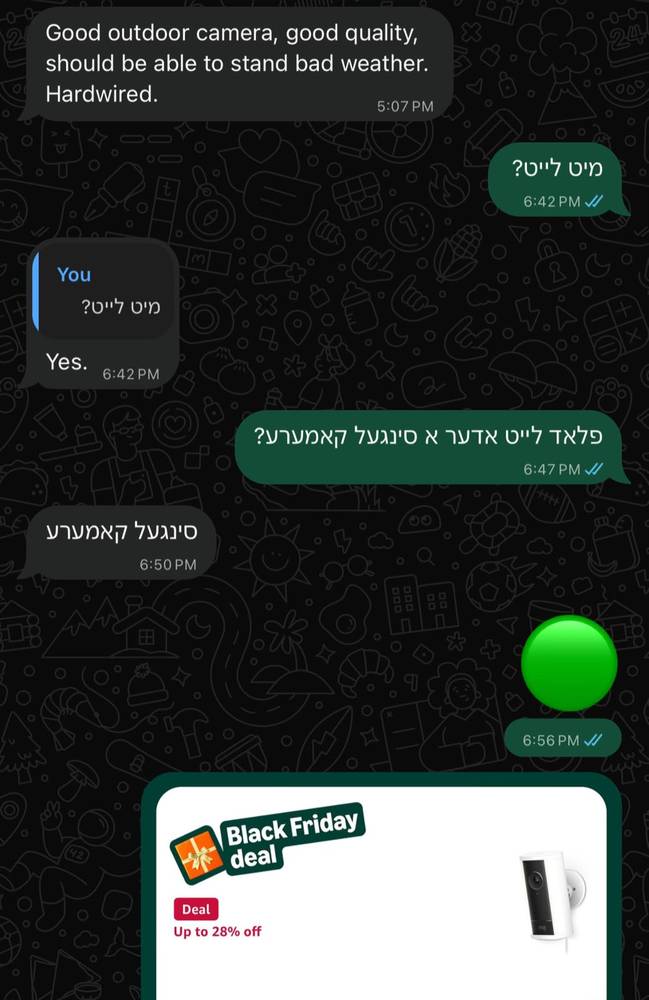 Good outdoor camera, good quality,
should be able to stand bad weather.
Hardwired.
5:07 PM
מיט לייט?
6:42 PM
You
מיט לייט?
Yes.
6:42 PM
פלאד לייט אדער א סינגעל קאמערע?
6:47 PM
סינגעל קאמערע
6:50 PM
6:56 PM
Black Friday
deal
Deal
Up to 28% off